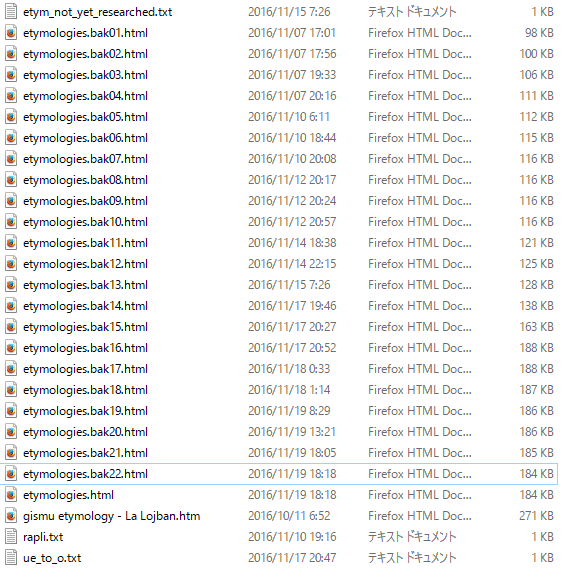 etym_not_yet_researched.txt 2016/11/15 7:26 テキスト ドキュメント 1 KB
etymologies.bak01.html 2016/11/07 17:01 Firefox HTML Doc... 98 KB
etymologies.bak02.html 2016/11/07 17:56 Firefox HTML Doc... 100 KB
etymologies.bak03.html 2016/11/07 19:33 Firefox HTML Doc... 106 KB
etymologies.bak04.html 2016/11/07 20:16 Firefox HTML Doc... 111 KB
etymologies.bak05.html 2016/11/10 6:11 Firefox HTML Doc... 112 KB
etymologies.bak06.html 2016/11/10 18:44 Firefox HTML Doc... 115 KB
etymologies.bak07.html 2016/11/10 20:08 Firefox HTML Doc... 116 KB
etymologies.bak08.html 2016/11/12 20:17 Firefox HTML Doc... 116 KB
etymologies.bak09.html 2016/11/12 20:24 Firefox HTML Doc... 116 KB
etymologies.bak10.html 2016/11/12 20:57 Firefox HTML Doc... 116 KB
etymologies.bak11.html 2016/11/14 18:38 Firefox HTML Doc... 121 KB
etymologies.bak12.html 2016/11/14 22:15 Firefox HTML Doc... 125 KB
etymologies.bak13.html 2016/11/15 7:26 Firefox HTML Doc... 128 KB
etymologies.bak14.html 2016/11/17 19:46 Firefox HTML Doc... 138 KB
etymologies.bak15.html 2016/11/17 20:27 Firefox HTML Doc... 163 KB
etymologies.bak16.html 2016/11/17 20:52 Firefox HTML Doc... 188 KB
etymologies.bak17.html 2016/11/18 0:33 Firefox HTML Doc... 188 KB
etymologies.bak18.html 2016/11/18 1:14 Firefox HTML Doc... 187 KB
etymologies.bak19.html 2016/11/19 8:29 Firefox HTML Doc... 186 KB
etymologies.bak20.html 2016/11/19 13:21 Firefox HTML Doc... 186 KB
etymologies.bak21.html 2016/11/19 18:05 Firefox HTML Doc... 185 KB
etymologies.bak22.html 2016/11/19 18:18 Firefox HTML Doc... 184 KB
etymologies.html 2016/11/19 18:18 Firefox HTML Doc... 184 KB
gismu etymology - La Lojban.htm 2016/10/11 6:52 Firefox HTML Doc... 271 KB
rapli.txt 2016/11/10 19:16 テキスト ドキュメント 1 KB
ue_to_o.txt 2016/11/17 20:47 テキスト ドキュメント 1 KB